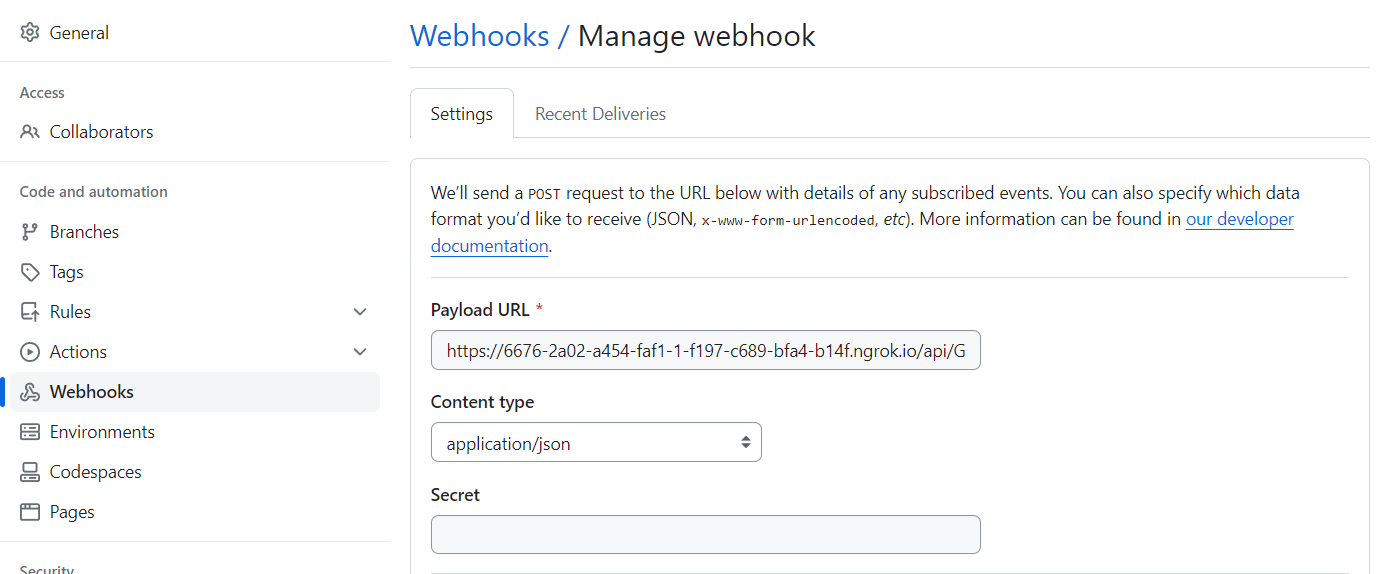 General
Access
Collaborators
Code and automation
Branches
Tags
Rules
Actions
Webhooks
Environments
Codespaces
Pages
Security
Webhooks / Manage webhook
Settings
Recent Deliveries
We'll send a POST request to the URL below with details of any subscribed events. You can also specify which data
format you'd like to receive (JSON, x-www-form-urlencoded, etc). More information can be found in our developer
documentation.
Payload URL *
https://6676-2a02-a454-faf1-1-f197-c689-bfa4-b14f.ngrok.io/api/G
Content type
application/json
Secret